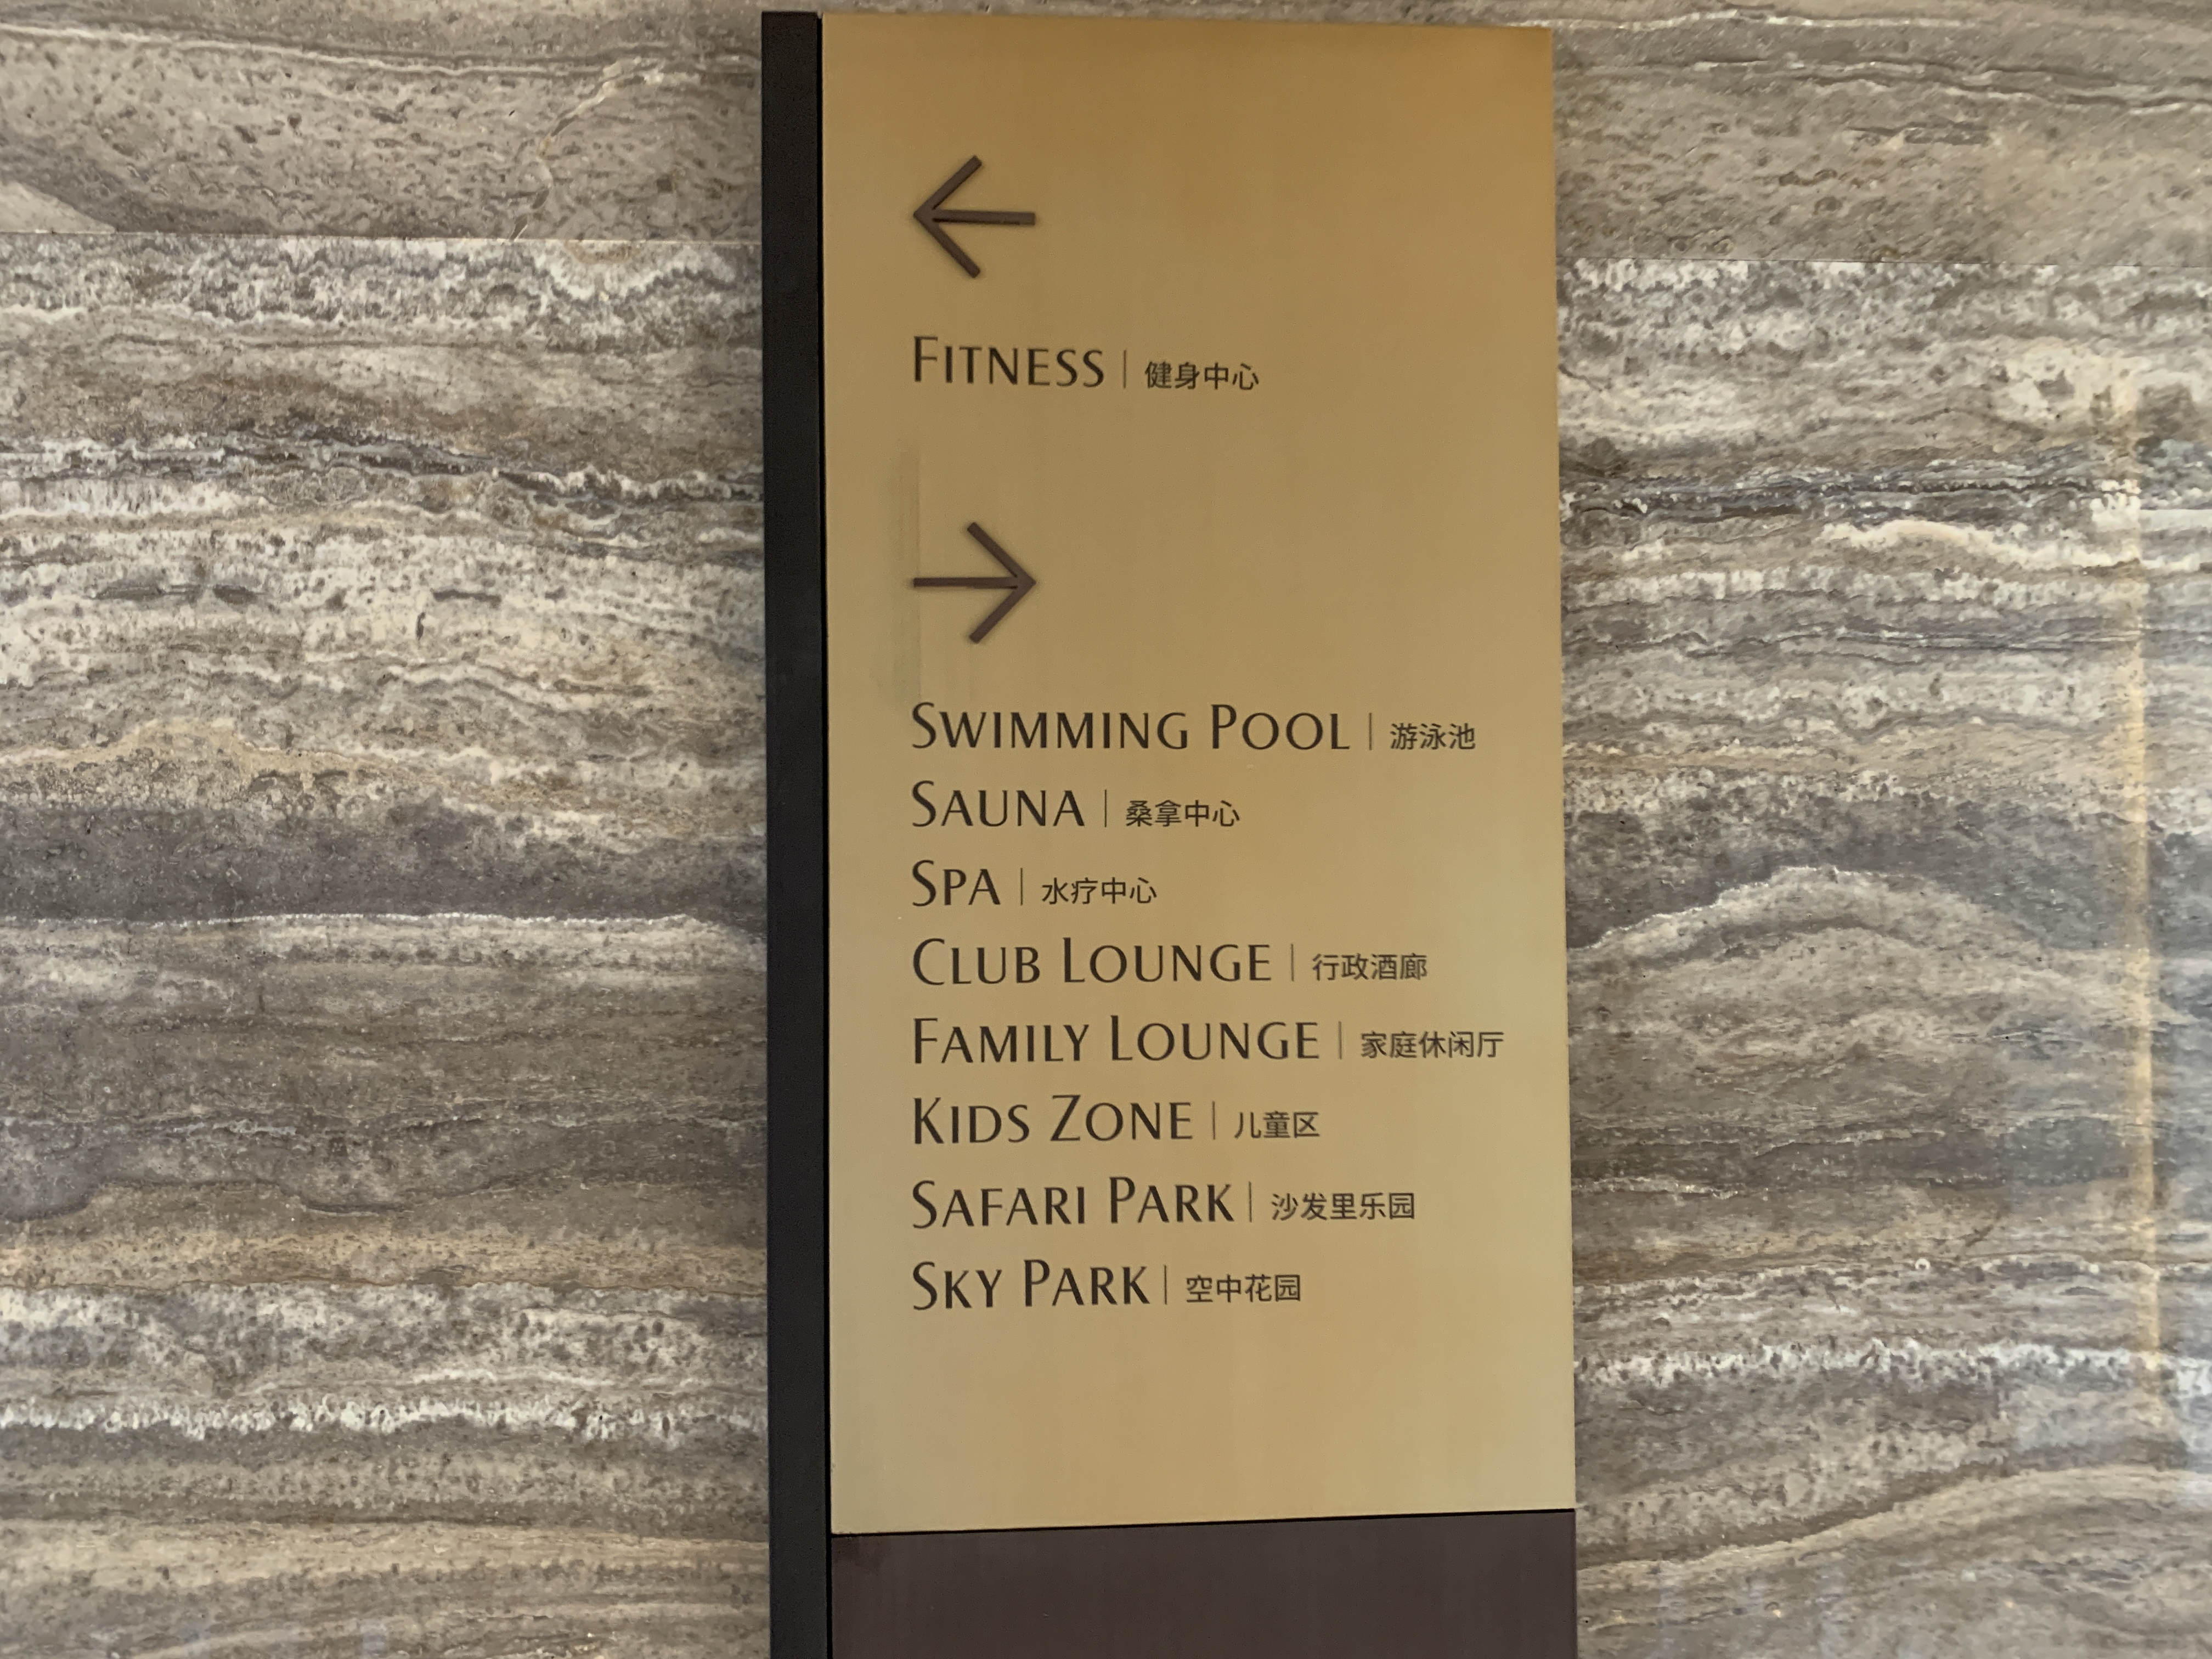 ←
FITNESS | 健身中心
→
SWIMMING POOL | 游泳池
SAUNA | 桑拿中心
SPA | 水疗中心
CLUB LOUNGE | 行政酒廊
FAMILY LOUNGE | 家庭休闲厅
KIDS ZONE | 儿童区
SAFARI PARK | 沙发里乐园
SKY PARK | 空中花园